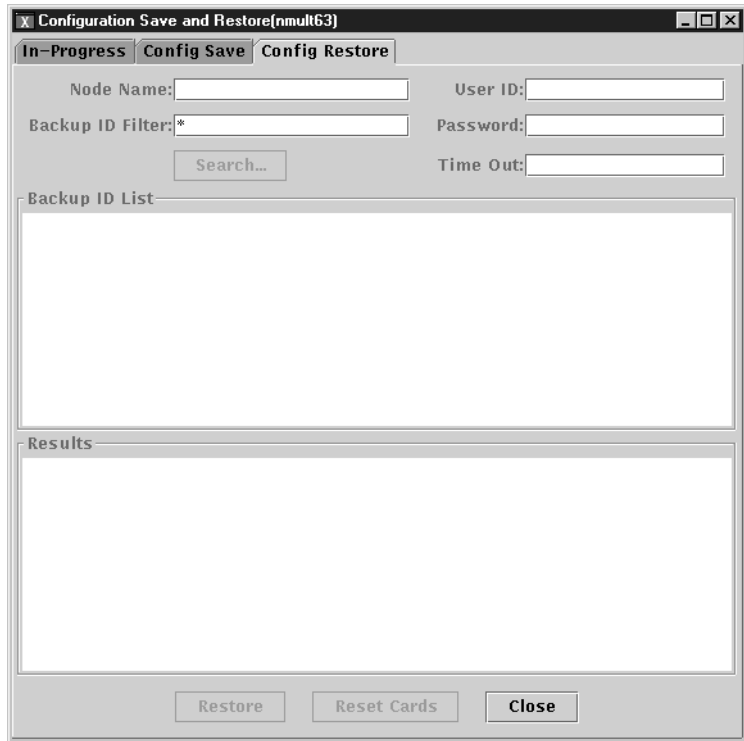 X Configuration Save and Restore(nmult63)
In-Progress Config Save Config Restore
Node Name: User ID:
Backup ID Filter: * Password:
Search... Time Out:
Backup ID List
Results
Restore Reset Cards Close